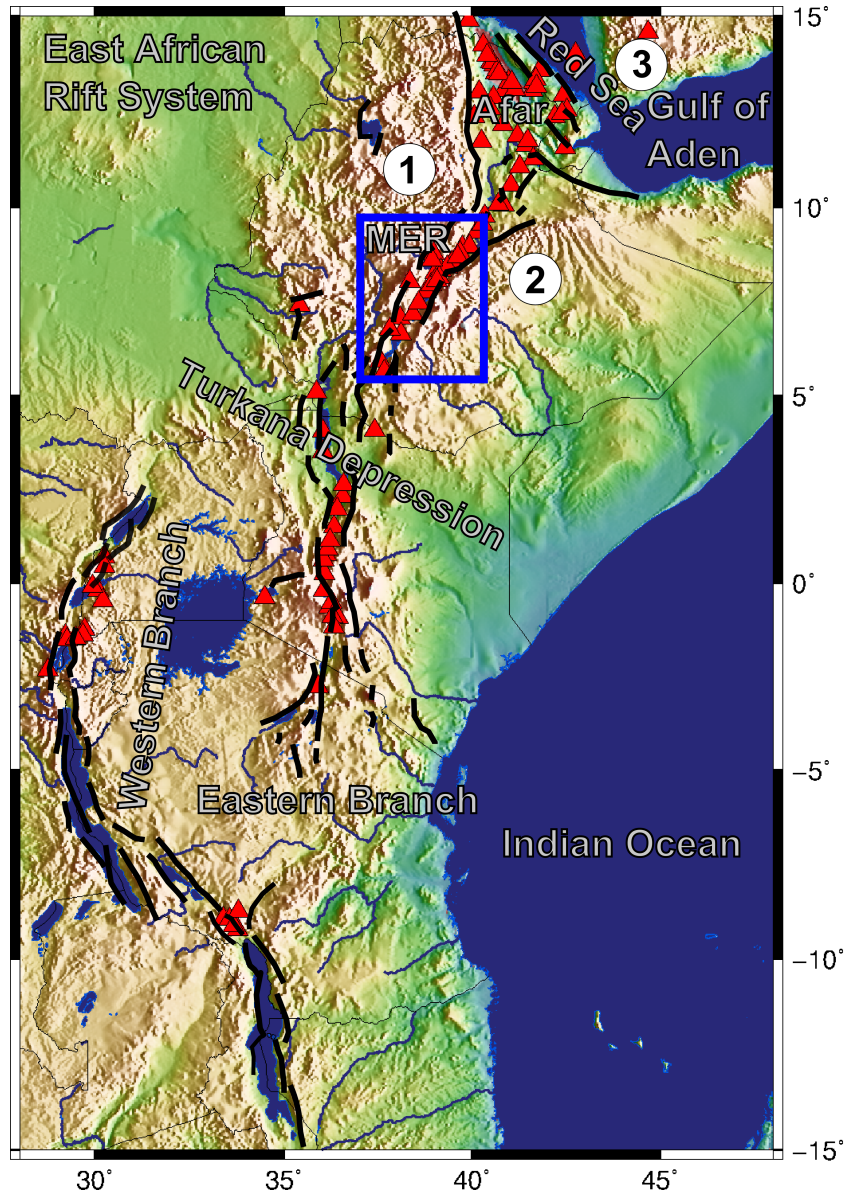 East African
Rift System
Red Sea
3
Afar
Gulf of
Aden
1
MER
2
Turkana Depression
Western Branch
Eastern Branch
Indian Ocean
15°
10°
5°
0°
−5°
−10°
−15°
30°
35°
40°
45°